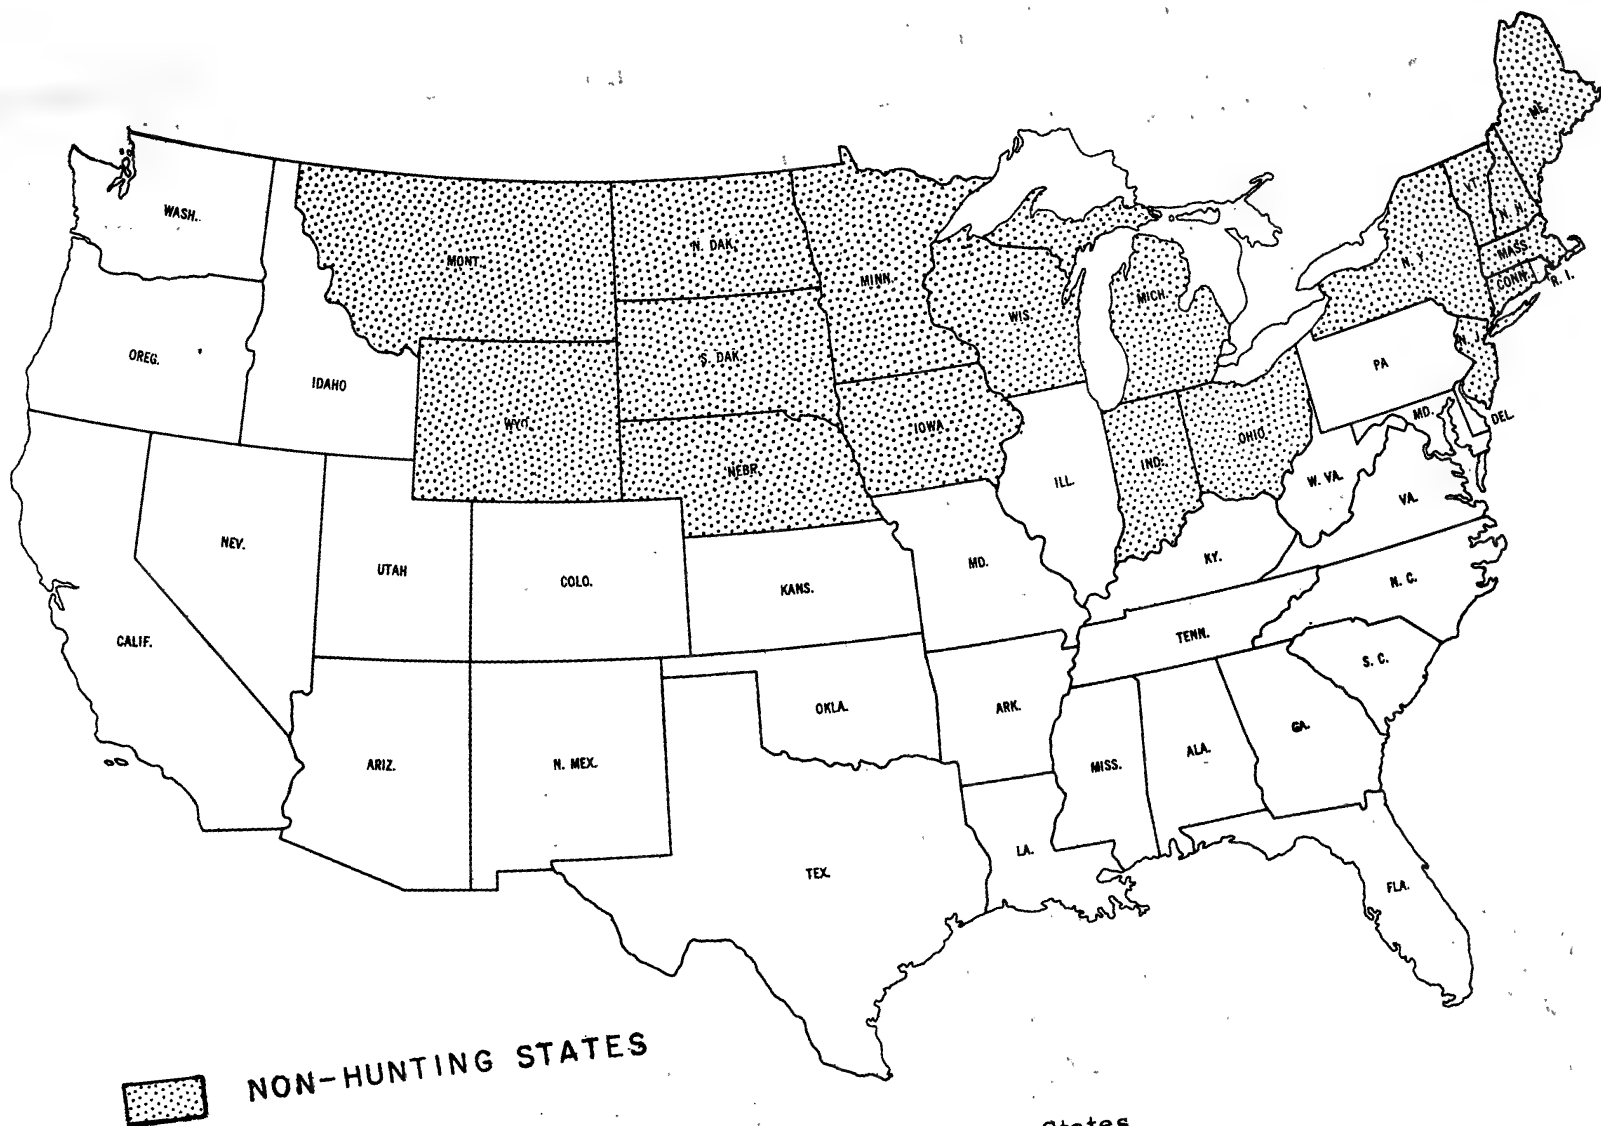 ME.
WASH.
VT.
N. H.
N. DAK.
MONT
MASS.
N. Y.
MINN.
CONN.
R. I.
MICH.
WIS.
N. J.
OREG.
S. DAK.
PA
IDAHO
MD.
DEL.
WYO.
IOWA
OHIO
NEBR.
IND.
ILL.
W. VA.
VA.
NEV.
UTAH
COLO.
KANS.
MD.
KY.
N. C.
CALIF.
TENN.
S. C.
OKLA.
ARK.
GA.
ARIZ.
N. MEX.
MISS.
ALA.
LA.
TEX.
FLA.
NON-HUNTING STATES
States